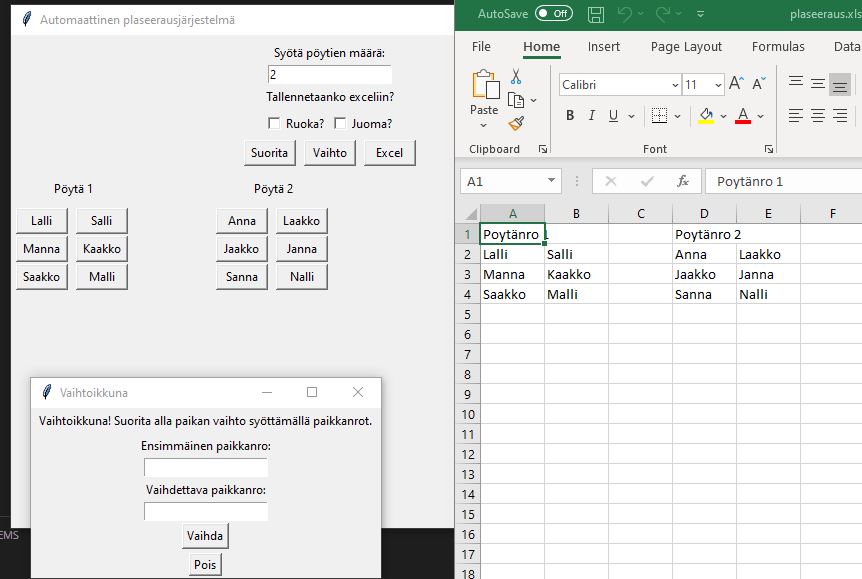 Automaattinen plaseerausjärjestelmä
Syötä pöytien määrä:
2
Tallennetaanko exceliin?
Ruoka? Juoma?
Suorita Vaihto Excel
Pöytä 1 Pöytä 2
Lalli Salli Anna Laakko
Manna Kaakko Jaakko Janna
Saakko Malli Sanna Nalli
Vaihtoikkuna
Vaihtoikkuna! Suorita alla paikan vaihto syöttämällä paikkanrot.
Ensimmäinen paikkanro:
Vaihdettava paikkanro:
Vaihda
Pois
EMS
AutoSave Off plaseeraus.xls
File Home Insert Page Layout Formulas Data
Paste Calibri 11 A A
B I U A
Clipboard Font
A1 fx Poytänro 1
A B C D E F
1 Poytänro 1 Poytänro 2
2 Lalli Salli Anna Laakko
3 Manna Kaakko Jaakko Janna
4 Saakko Malli Sanna Nalli
5
6
7
8
9
10
11
12
13
14
15
16
17
18